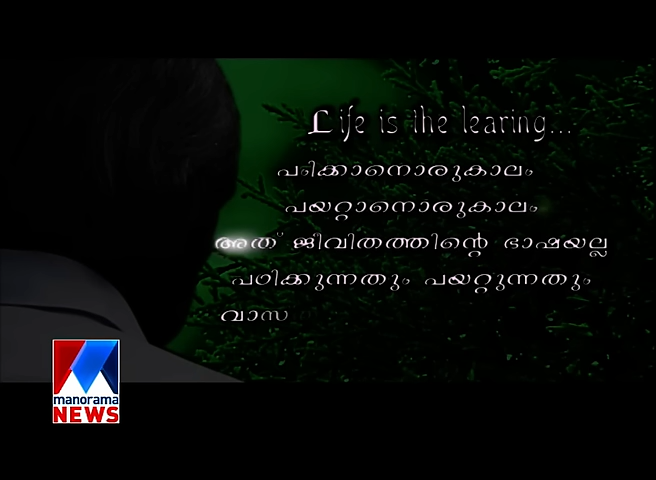 Life is the learing...
പഠിക്കാനൊരുകാലം
പയറ്റാനൊരുകാലം
അത് ജീവിതത്തിന്റെ ഭാഷയല്ല
പഠിക്കുന്നതും പയറ്റുന്നതും
വാസ
manorama
NEWS